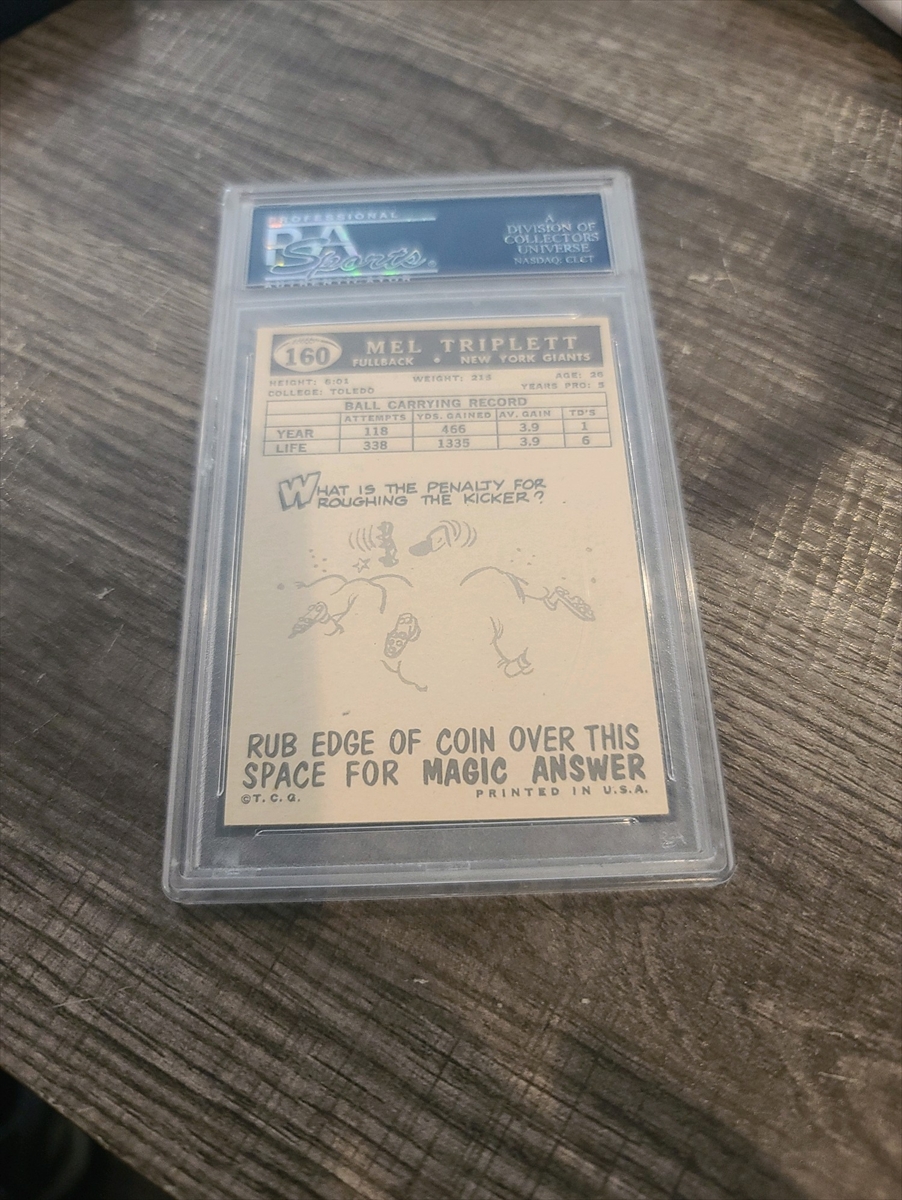 PROFESSIONAL
PSA
Sports
A
DIVISION OF
COLLECTORS
UNIVERSE
NASDAQ: CLCT
160
MEL TRIPLETT
FULLBACK • NEW YORK GIANTS
HEIGHT: 6:01 WEIGHT: 215 AGE: 26
COLLEGE: TOLEDO YEARS PRO: 5
BALL CARRYING RECORD
ATTEMPTS YDS. GAINED AV. GAIN TD'S
YEAR 118 466 3.9 1
LIFE 338 1335 3.9 6
WHAT IS THE PENALTY FOR
ROUGHING THE KICKER?
RUB EDGE OF COIN OVER THIS
SPACE FOR MAGIC ANSWER
©T. C. G. PRINTED IN U.S.A.